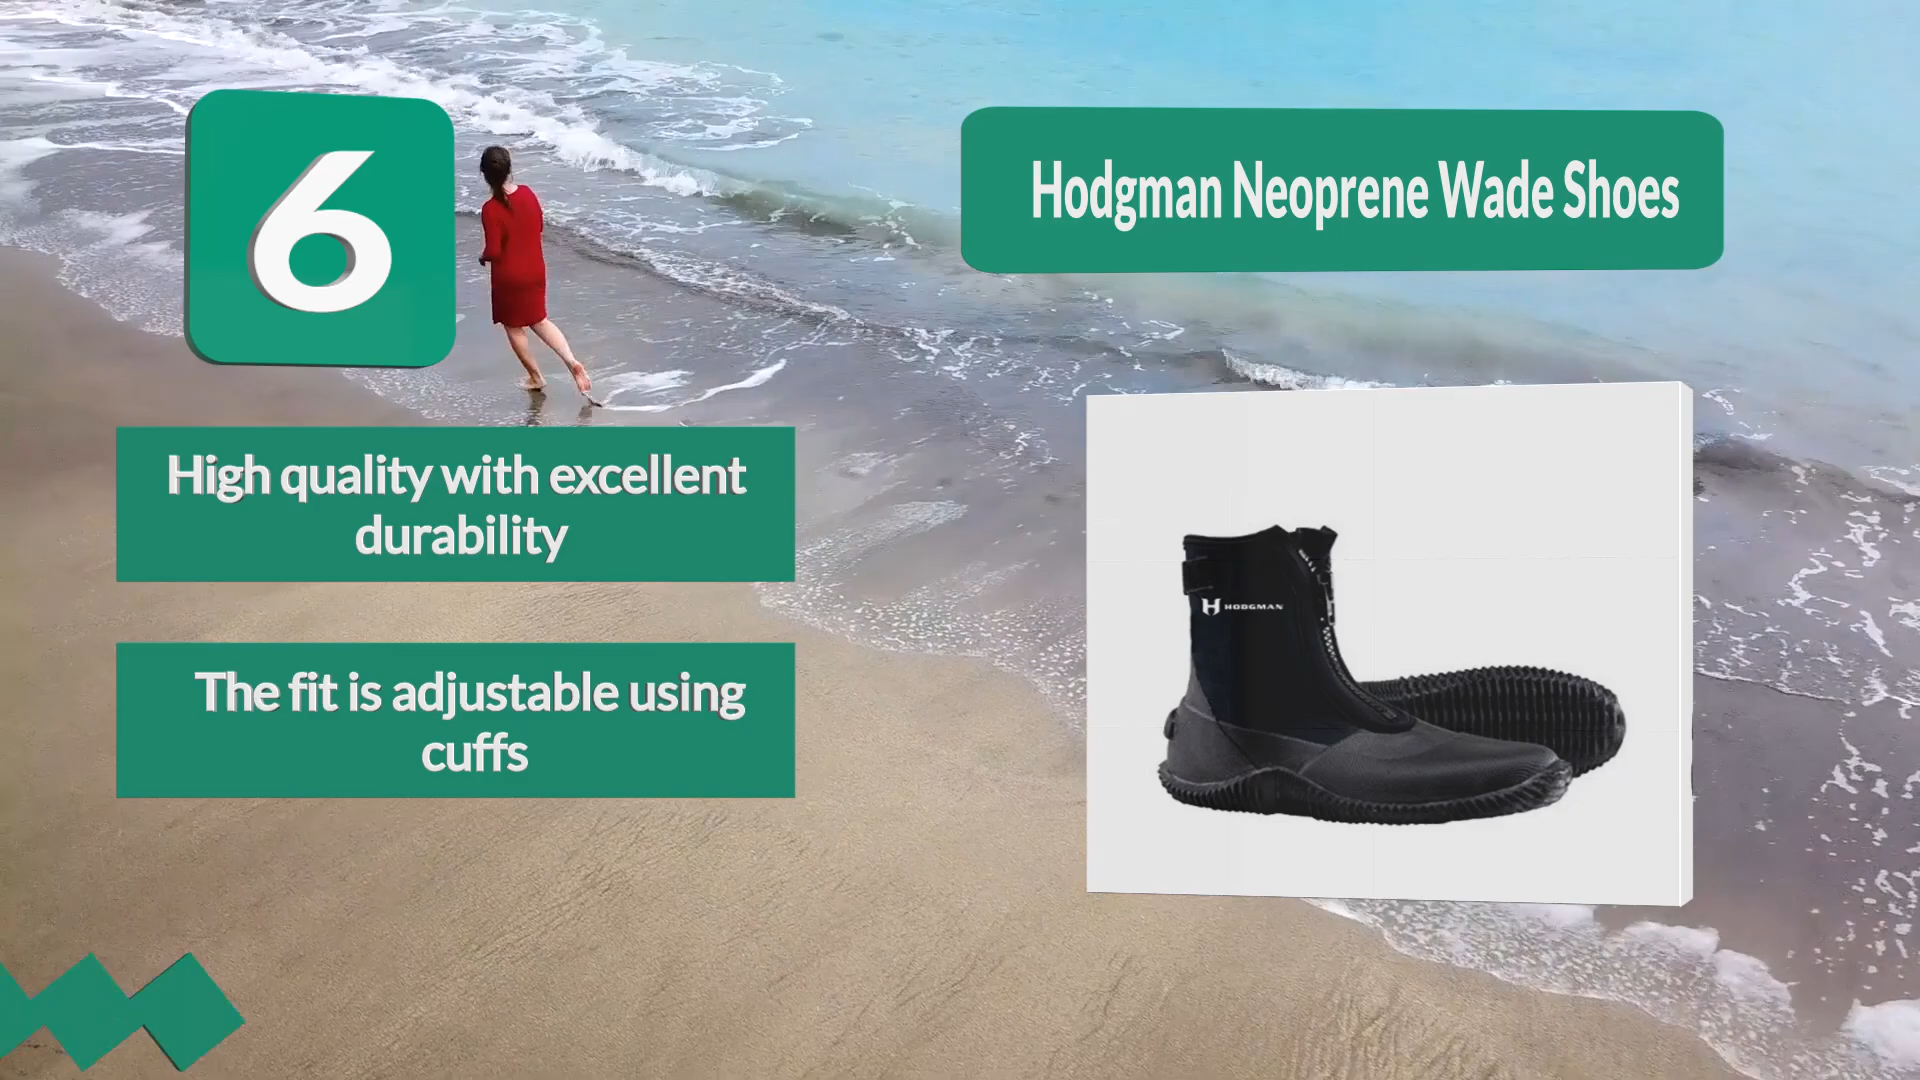 6
Hodgman Neoprene Wade Shoes
High quality with excellent
durability
The fit is adjustable using
cuffs
H HODGMAN